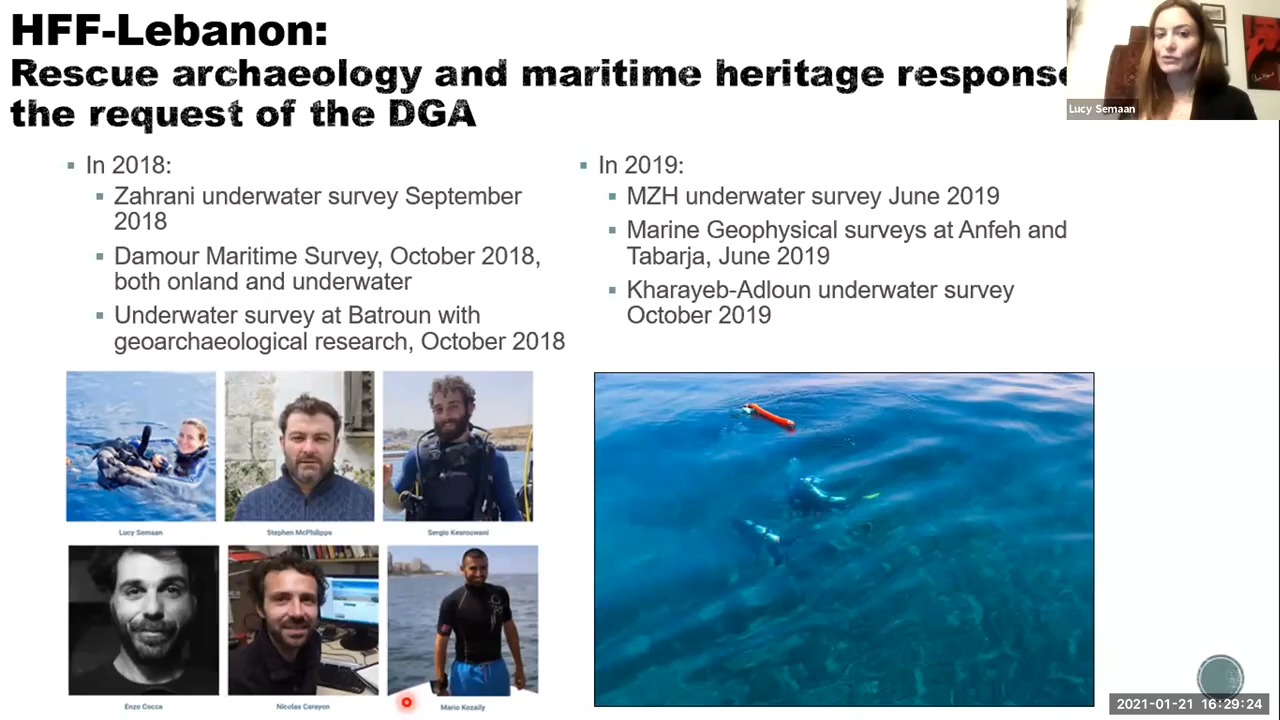 HFF-Lebanon:
Rescue archaeology and maritime heritage response
the request of the DGA
Lucy Semaan
In 2018:
Zahrani underwater survey September
2018
Damour Maritime Survey, October 2018,
both onland and underwater
Underwater survey at Batroun with
geoarchaeological research, October 2018
In 2019:
MZH underwater survey June 2019
Marine Geophysical surveys at Anfeh and
Tabarja, June 2019
Kharayeb-Adloun underwater survey
October 2019
Lucy Semaan
Stephen McPhilippe
Sergio Kesroowani
Enzo Cocca
Nicolas Carayon
Mario Kozaily
2021-01-21 16:29:24